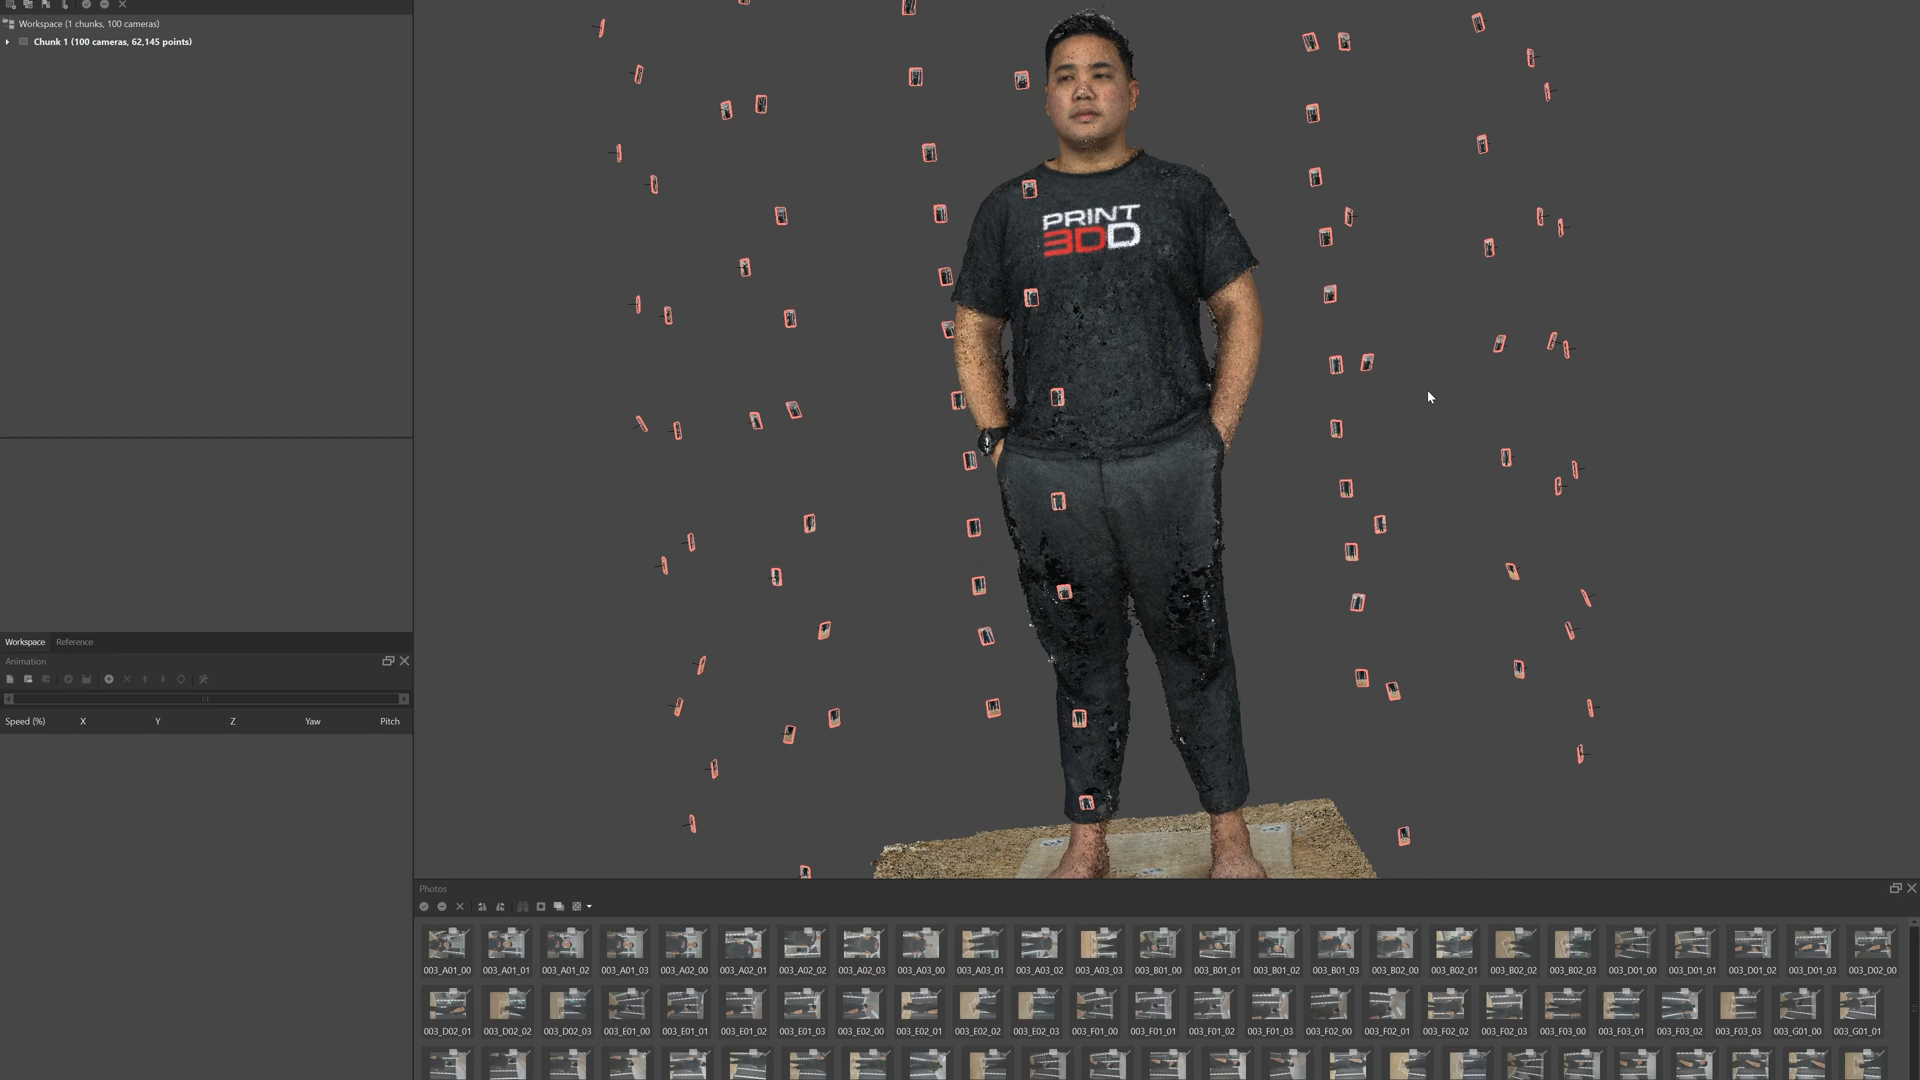 Workspace (1 chunks, 100 cameras)
Chunk 1 (100 cameras, 62,145 points)
PRINT
3DD
Workspace Reference
Animation
Speed (%) X Y Z Yaw Pitch
Photos
003_A01_00 003_A01_01 003_A01_02 003_A01_03 003_A02_00 003_A02_01 003_A02_02 003_A02_03 003_A03_00 003_A03_01 003_A03_02 003_A03_03 003_B01_00 003_B01_01 003_B01_02 003_B01_03 003_B02_00 003_B02_01 003_B02_02 003_B02_03 003_D01_00 003_D01_01 003_D01_02 003_D01_03 003_D02_00
003_D02_01 003_D02_02 003_D02_03 003_E01_00 003_E01_01 003_E01_02 003_E01_03 003_E02_00 003_E02_01 003_E02_02 003_E02_03 003_F01_00 003_F01_01 003_F01_02 003_F01_03 003_F02_00 003_F02_01 003_F02_02 003_F02_03 003_F03_00 003_F03_01 003_F03_02 003_F03_03 003_G01_00 003_G01_01